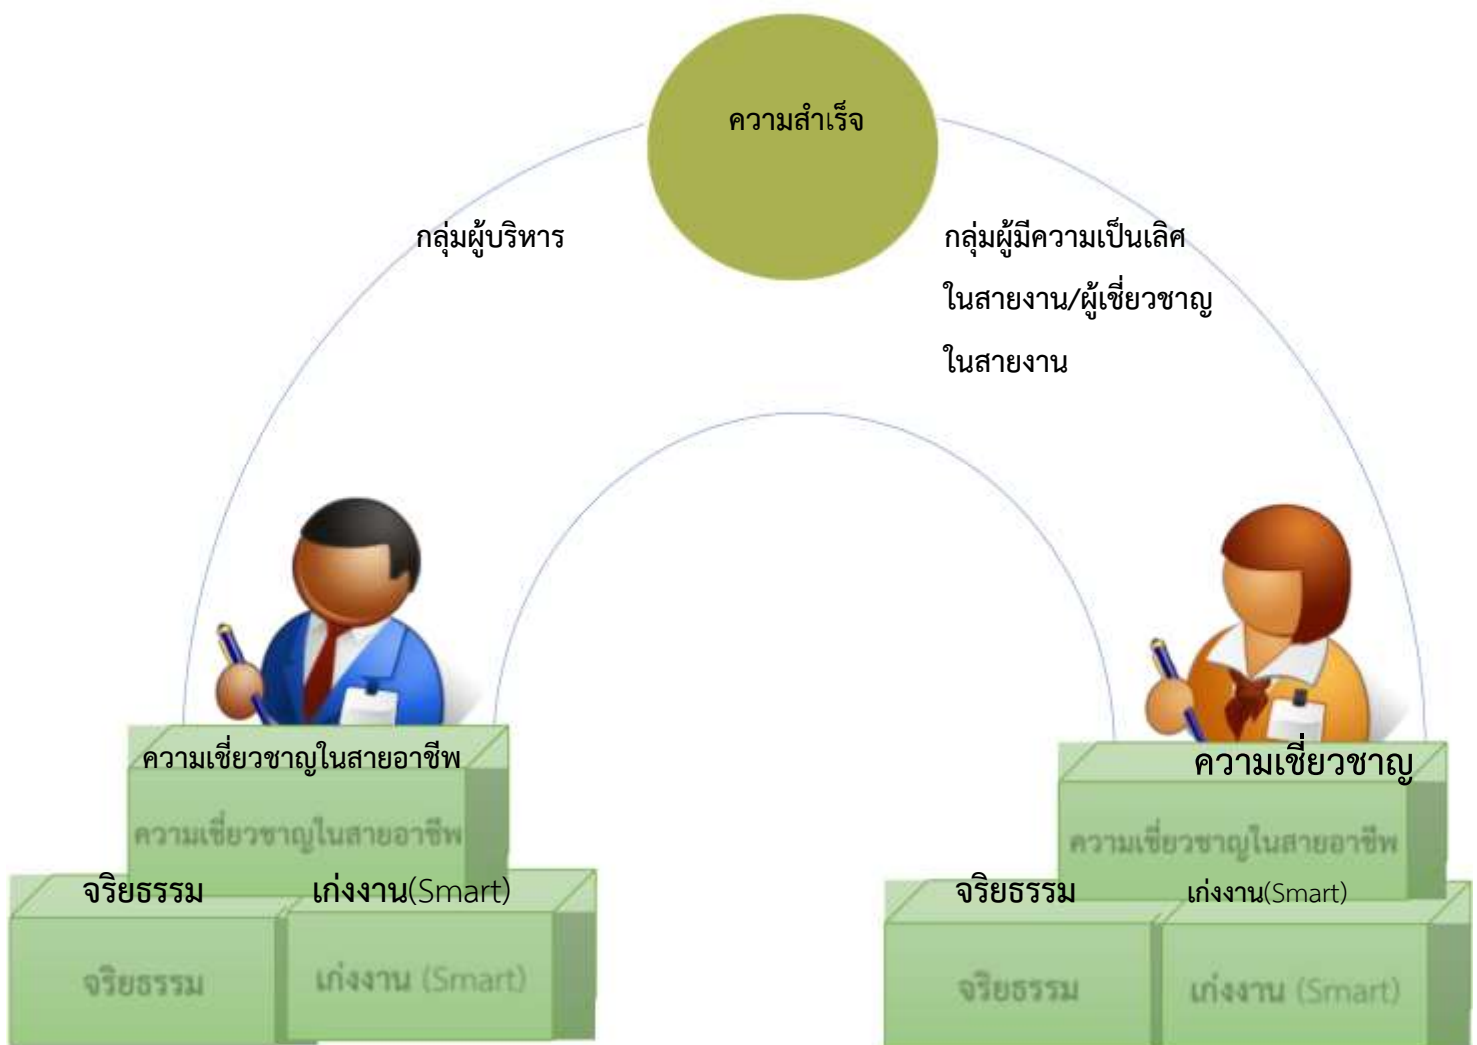 ความสำเร็จ
กลุ่มผู้บริหาร
กลุ่มผู้มีความเป็นเลิศ
ในสายงาน/ผู้เชี่ยวชาญ
ในสายงาน
ความเชี่ยวชาญในสายอาชีพ
ความเชี่ยวชาญในสายอาชีพ
จริยธรรม
เก่งงาน(Smart)
จริยธรรม
เก่งงาน (Smart)
ความเชี่ยวชาญ
ความเชี่ยวชาญในสายอาชีพ
จริยธรรม
เก่งงาน(Smart)
จริยธรรม
เก่งงาน (Smart)